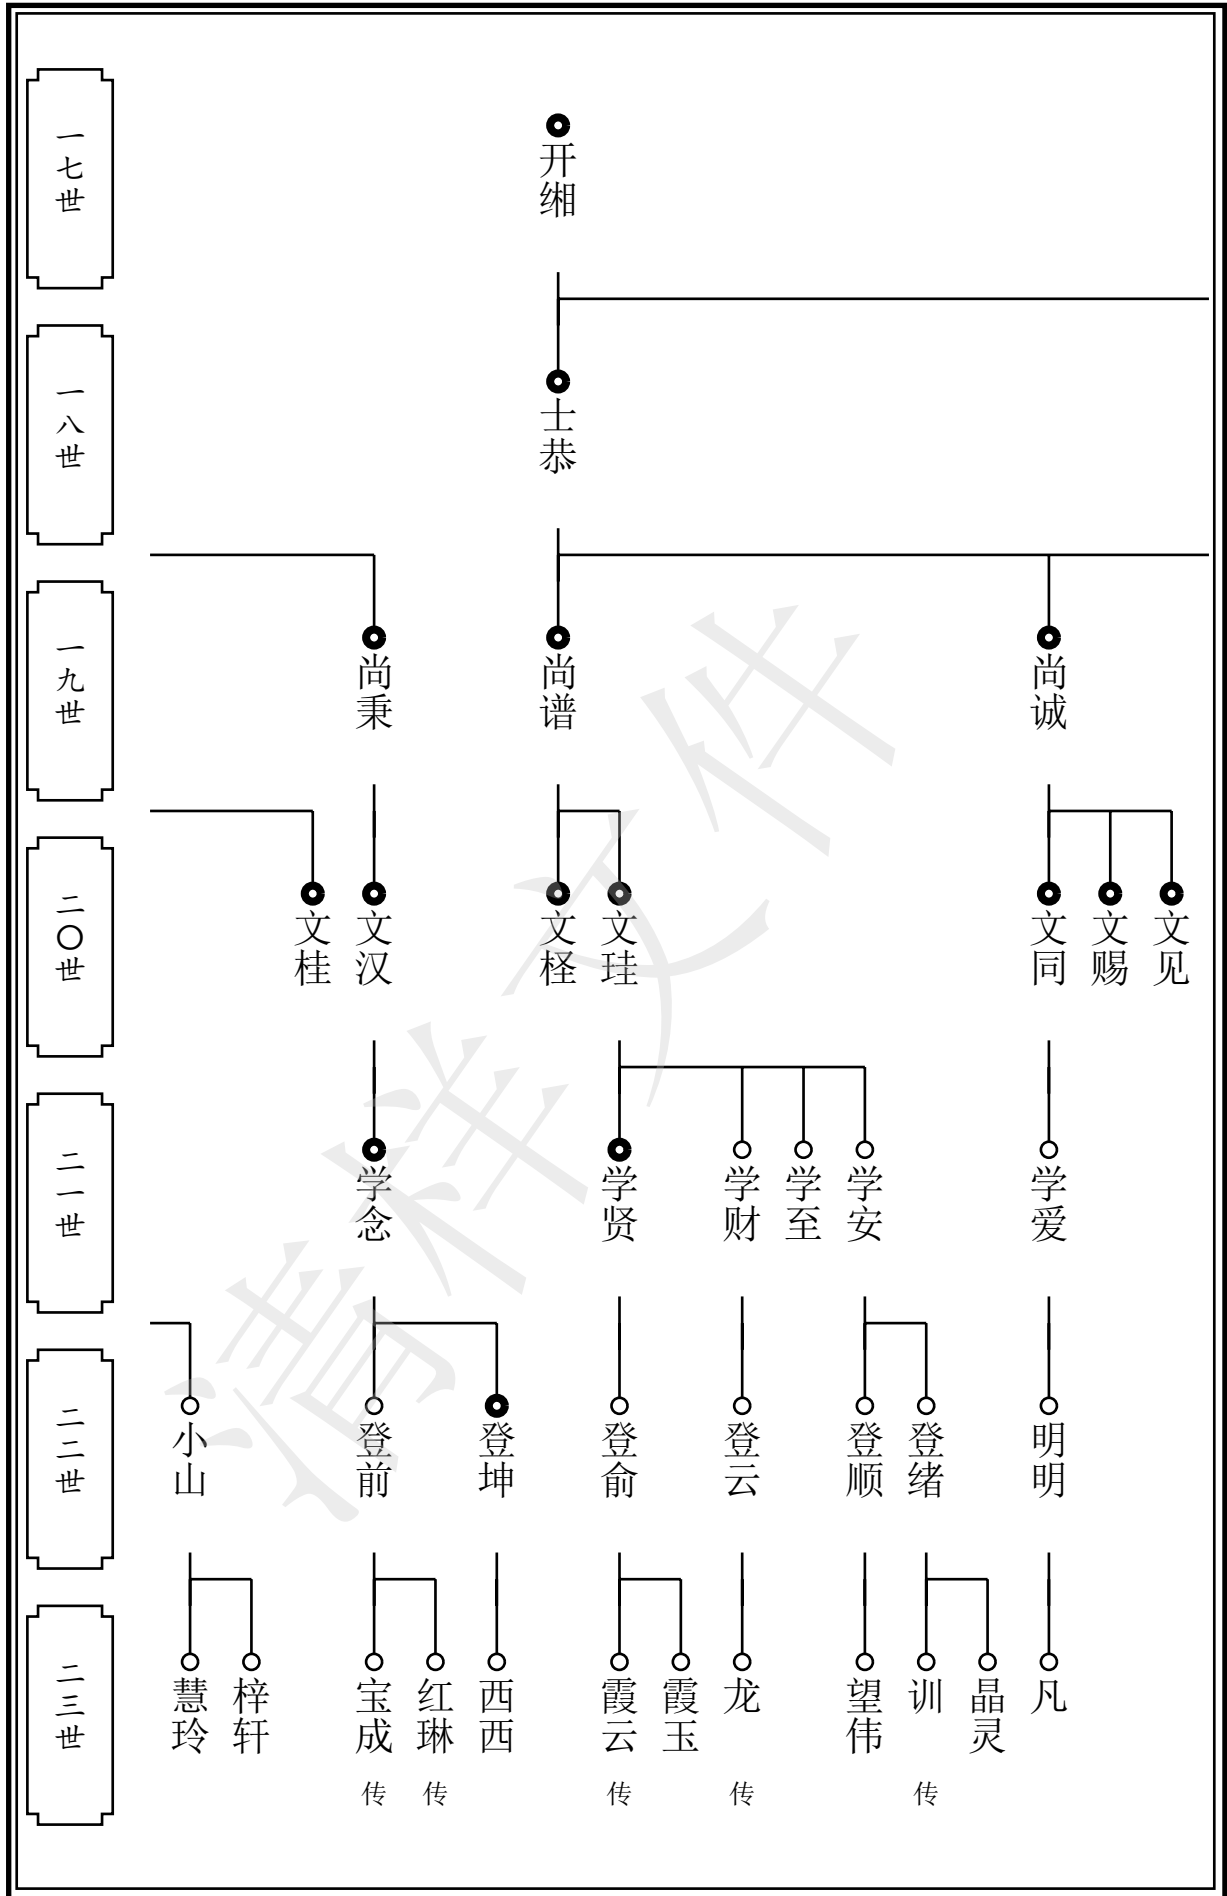 一七世
开缃
一八世
士恭
一九世
尚秉
尚谱
尚诚
二〇世
文桂
文汉
文柽
文珪
文同
文赐
文见
二一世
学念
学贤
学财
学至
学安
学爱
二二世
小山
登前
登坤
登俞
登云
登顺
登绪
明明
二三世
慧玲
梓轩
宝成
红琳
西西
霞云
霞玉
龙
望伟
训
晶灵
凡
传
传
传
传
传
清样文件